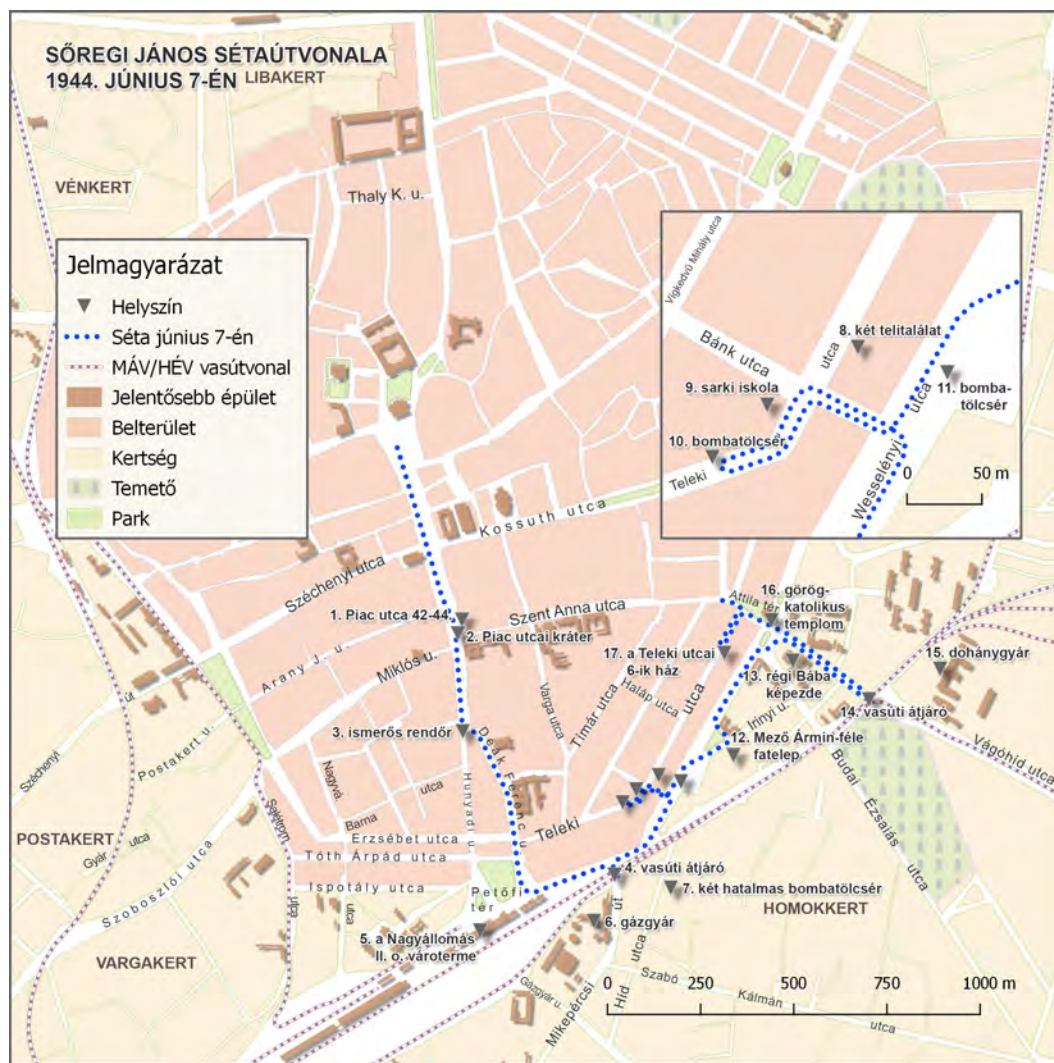 SŐREGI JÁNOS SÉTAÚTVONALA
1944. JÚNIUS 7-ÉN
LIBAKERT
VÉNKERT
Thaly K. u.
Jelmagyarázat
Helyszín
Séta június 7-én
MÁV/HÉV vasútvonal
Jelentősebb épület
Belterület
Kertség
Temető
Park
Vígkedvű Mihály utca
Bánk utca
utca
8. két telitalálat
9. sarki iskola
10. bombatölcsér
Teleki
utca
11. bomba-
tölcsér
Wesselényi
0 50 m
Kossuth utca
Széchenyi utca
1. Piac utca 42-44.
2. Piac utcai kráter
Szent Anna utca
Attila tér
16. görög-
katolikus
templom
Arany J. u.
Miklós u.
17. a Teleki utcai
6-ik ház
13. régi Bába
képezde
15. dohánygyár
14. vasúti átjáró
Varga utca
Tímár utca
Haláp utca
utca
Irinyi u.
3. ismerős rendőr
12. Mező Ármin-féle
fatelep
Vágóhíd utca
Budai Ézsaiás utca
Széchenyi
út
Postakert u.
Salétrom
utca
Nagyvá.
Barna
utca
Hunyadi u.
Deák Ferenc u.
Teleki
POSTAKERT
Gyár
utca
Szoboszlói utca
Erzsébet utca
Tóth Árpád utca
Ispotály utca
utca
Petőfi
tér
4. vasúti átjáró
7. két hatalmas bombatölcsér
HOMOKKERT
VARGAKERT
5. a Nagyállomás
II. o. váróterme
6. gázgyár
Gázgyár u.
Mikepércsi
út
Híd
utca
Szabó
Kálmán
utca
0 250 500 1000 m